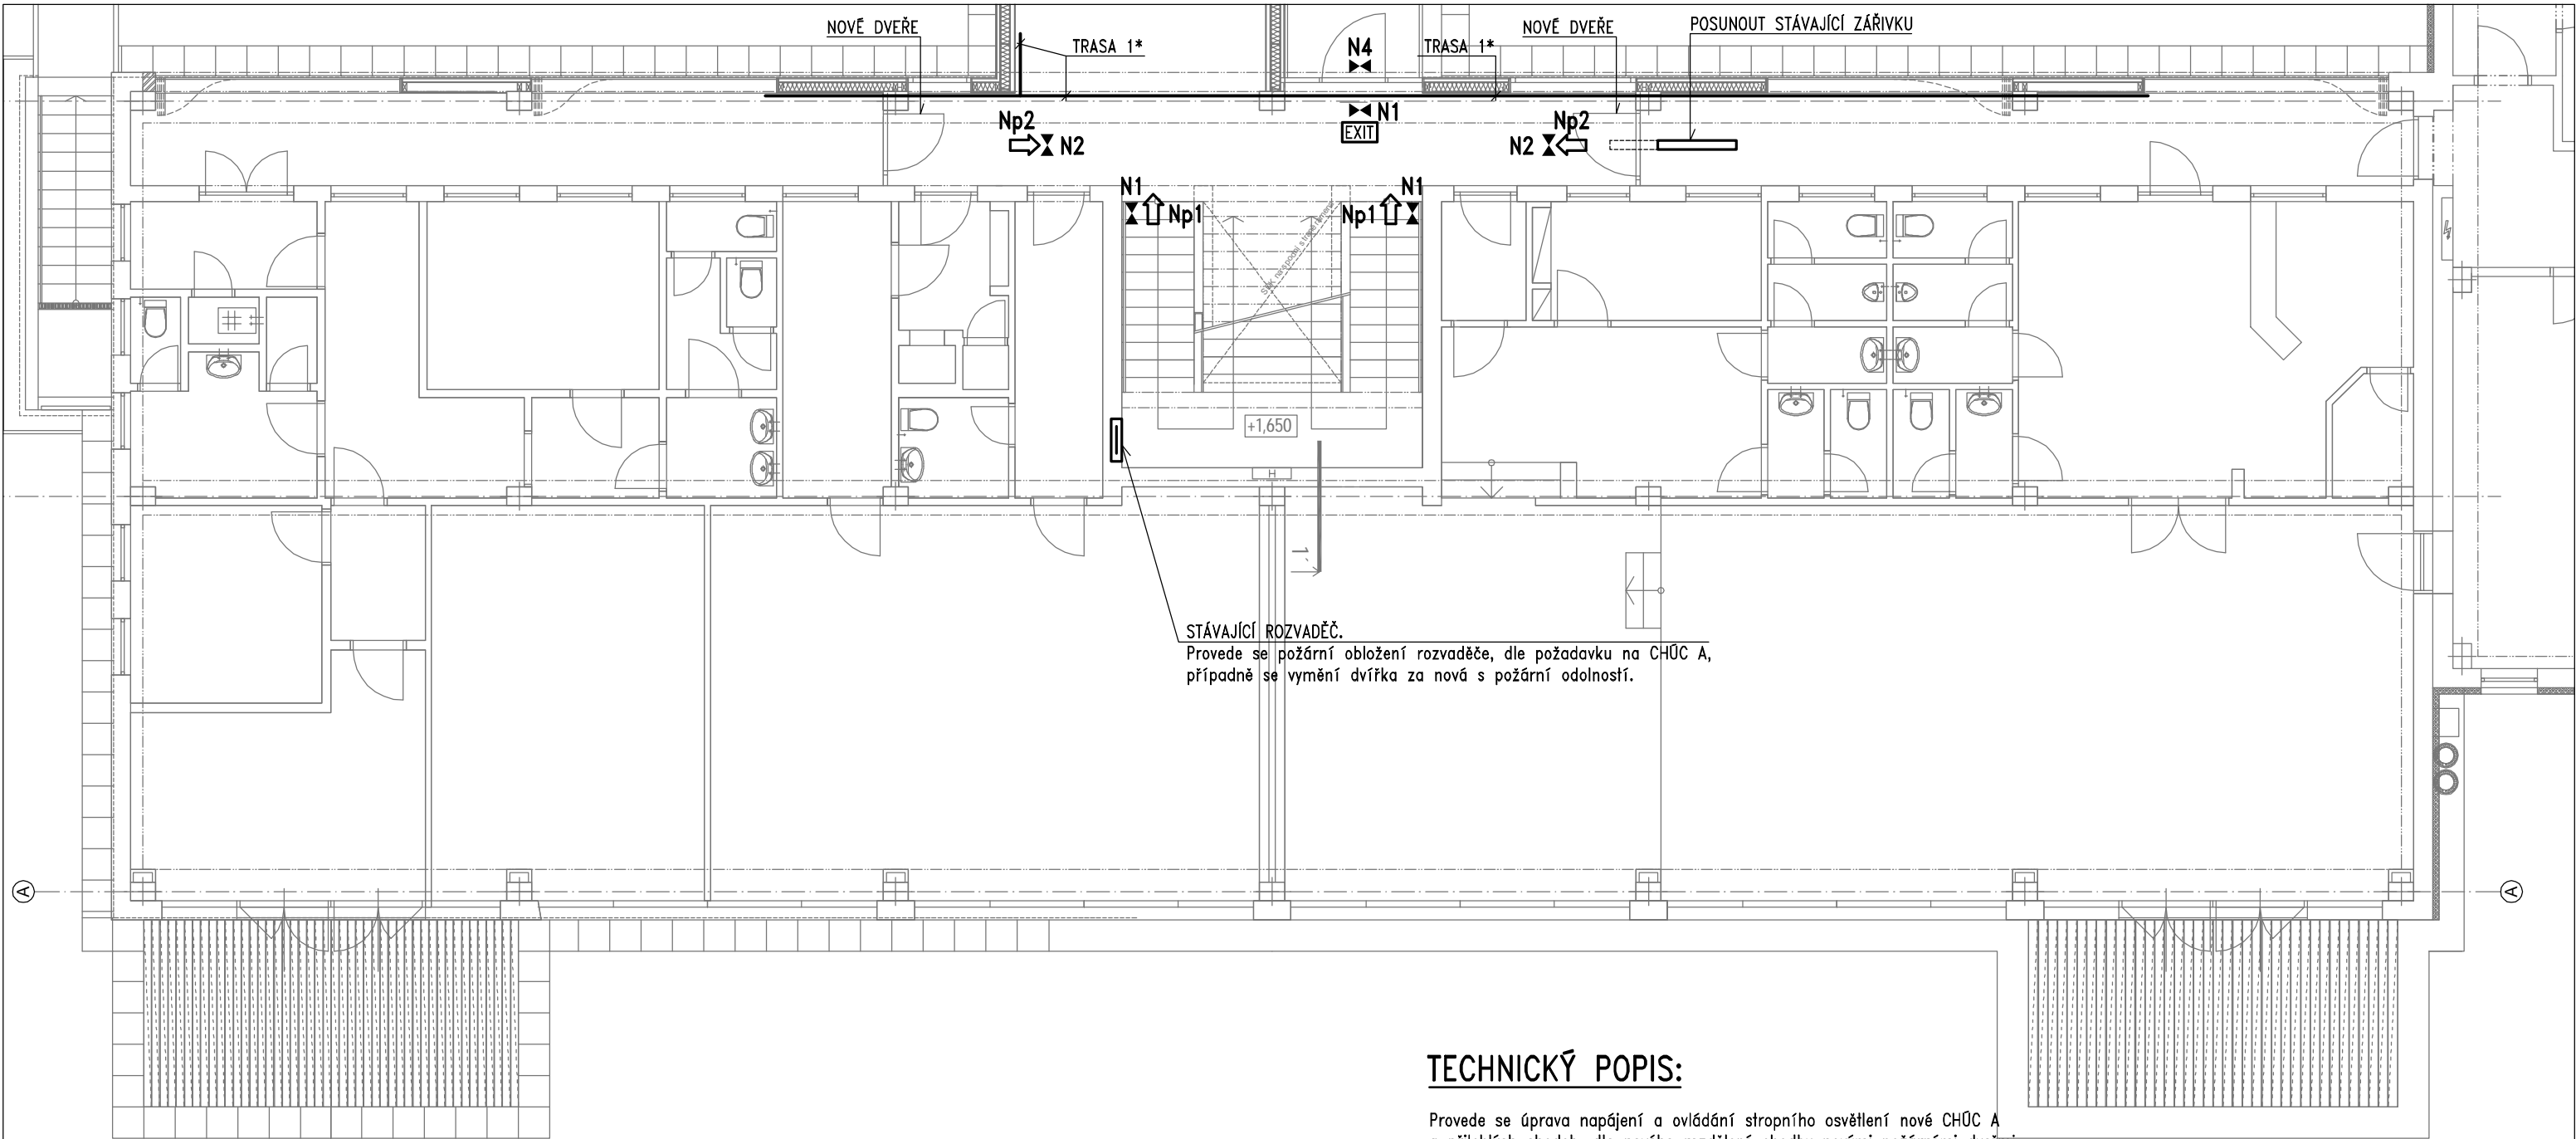 NOVÉ DVEŘE
TRASA 1*
N4
TRASA 1*
NOVÉ DVEŘE
POSUNOUT STÁVAJÍCÍ ZÁŘIVKU
N1
EXIT
Np2
N2
Np2
N2
N1
Np1
N1
Np1
+1,650
H
1'
STÁVAJÍCÍ ROZVADĚČ.
Provede se požární obložení rozvaděče, dle požadavku na CHÚC A,
případně se vymění dvířka za nová s požární odolností.
A
A
TECHNICKÝ POPIS:
Provede se úprava napájení a ovládání stropního osvětlení nové CHÚC A